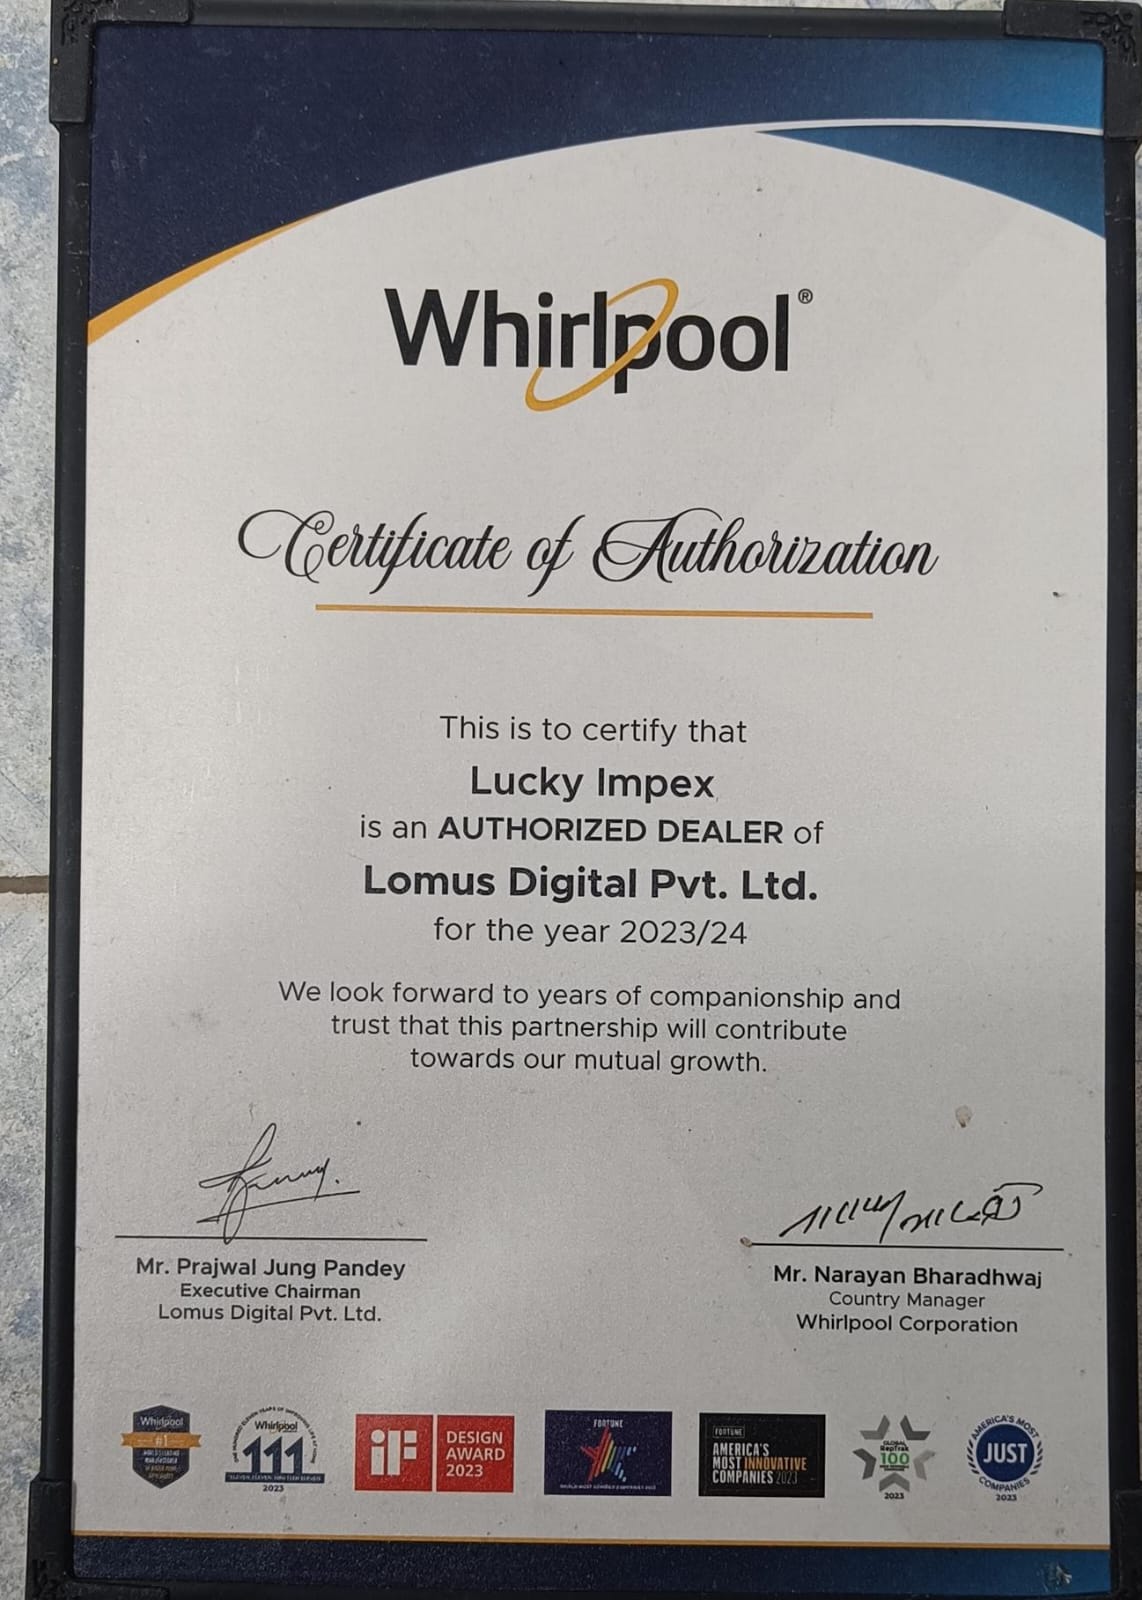 Whirlpool®
Certificate of Authorization
This is to certify that
Lucky Impex
is an AUTHORIZED DEALER of
Lomus Digital Pvt. Ltd.
for the year 2023/24
We look forward to years of companionship and
trust that this partnership will contribute
towards our mutual growth.
Mr. Prajwal Jung Pandey
Executive Chairman
Lomus Digital Pvt. Ltd.
Mr. Narayan Bharadhwaj
Country Manager
Whirlpool Corporation
Whirlpool
#1
Whirlpool
111
2023
iF
DESIGN
AWARD
2023
FORTUNE
FORTUNE
AMERICA'S
MOST INNOVATIVE
COMPANIES 2023
GLOBAL
RepTrak
100
2023
AMERICA'S MOST
JUST
COMPANIES
2023